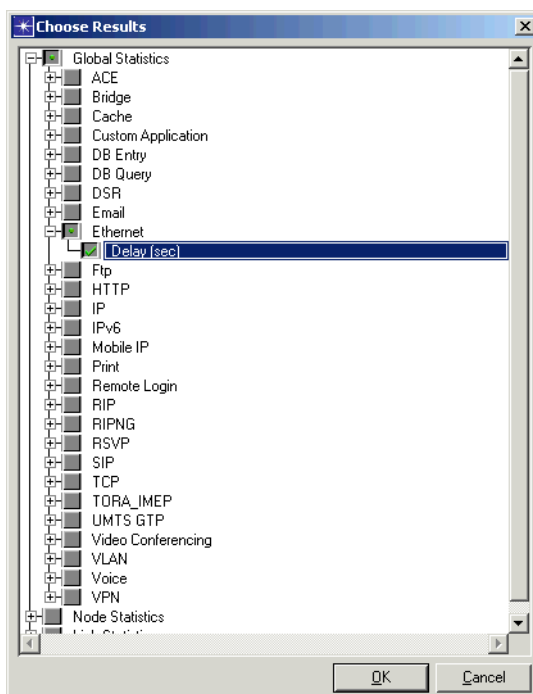 Choose Results
Global Statistics
ACE
Bridge
Cache
Custom Application
DB Entry
DB Query
DSR
Email
Ethernet
Delay (sec)
Ftp
HTTP
IP
IPv6
Mobile IP
Print
Remote Login
RIP
RIPNG
RSVP
SIP
TCP
TORA_IMEP
UMTS GTP
Video Conferencing
VLAN
Voice
VPN
Node Statistics
OK
Cancel